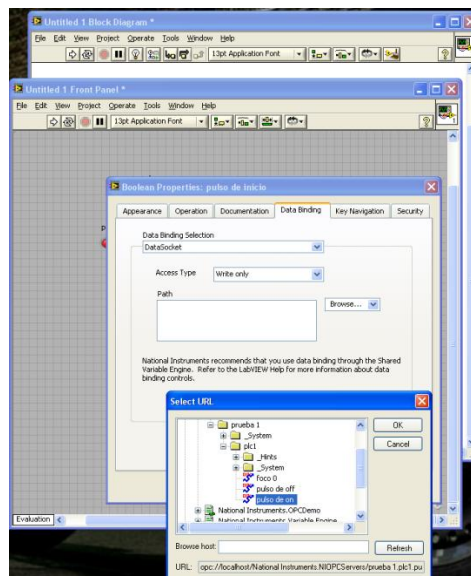 Untitled 1 Block Diagram *
File Edit View Project Operate Tools Window Help
13pt Application Font
Untitled 1 Front Panel *
File Edit View Project Operate Tools Window Help
13pt Application Font
Boolean Properties: pulso de inicio
Appearance Operation Documentation Data Binding Key Navigation Security
Data Binding Selection
DataSocket
Access Type Write only
Path
Browse...
National Instruments recommends that you use data binding through the Shared
Variable Engine. Refer to the LabVIEW Help for more information about data
binding controls.
Select URL
prueba 1
_System
plc1
_Hints
_System
foco 0
pulso de off
pulso de on
National Instruments.OPCDemo
National Instruments.Variable Engine
OK
Cancel
Browse host:
Refresh
URL: opc://localhost/National Instruments.NIOPCServers/prueba 1.plc1.pu
Evaluation